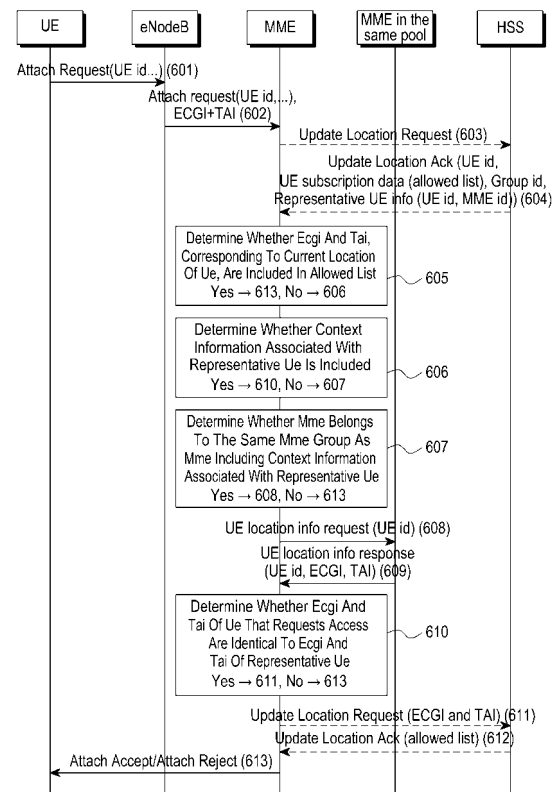 UE
eNodeB
MME
MME in the
same pool
HSS
Attach Request(UE id...) (601)
Attach request(UE id,...),
ECGI+TAI (602)
Update Location Request (603)
Update Location Ack (UE id,
UE subscription data (allowed list), Group id,
Representative UE info (UE id, MME id)) (604)
Determine Whether Ecgi And Tai,
Corresponding To Current Location
Of Ue, Are Included In Allowed List
Yes → 613, No → 606
605
Determine Whether Context
Information Associated With
Representative Ue Is Included
Yes → 610, No → 607
606
Determine Whether Mme Belongs
To The Same Mme Group As
Mme Including Context Information
Associated With Representative Ue
Yes → 608, No → 613
607
UE location info request (UE id) (608)
UE location info response
(UE id, ECGI, TAI) (609)
Determine Whether Ecgi And
Tai Of Ue That Requests Access
Are Identical To Ecgi And
Tai Of Representative Ue
Yes → 611, No → 613
610
Update Location Request (ECGI and TAI) (611)
Update Location Ack (allowed list) (612)
Attach Accept/Attach Reject (613)